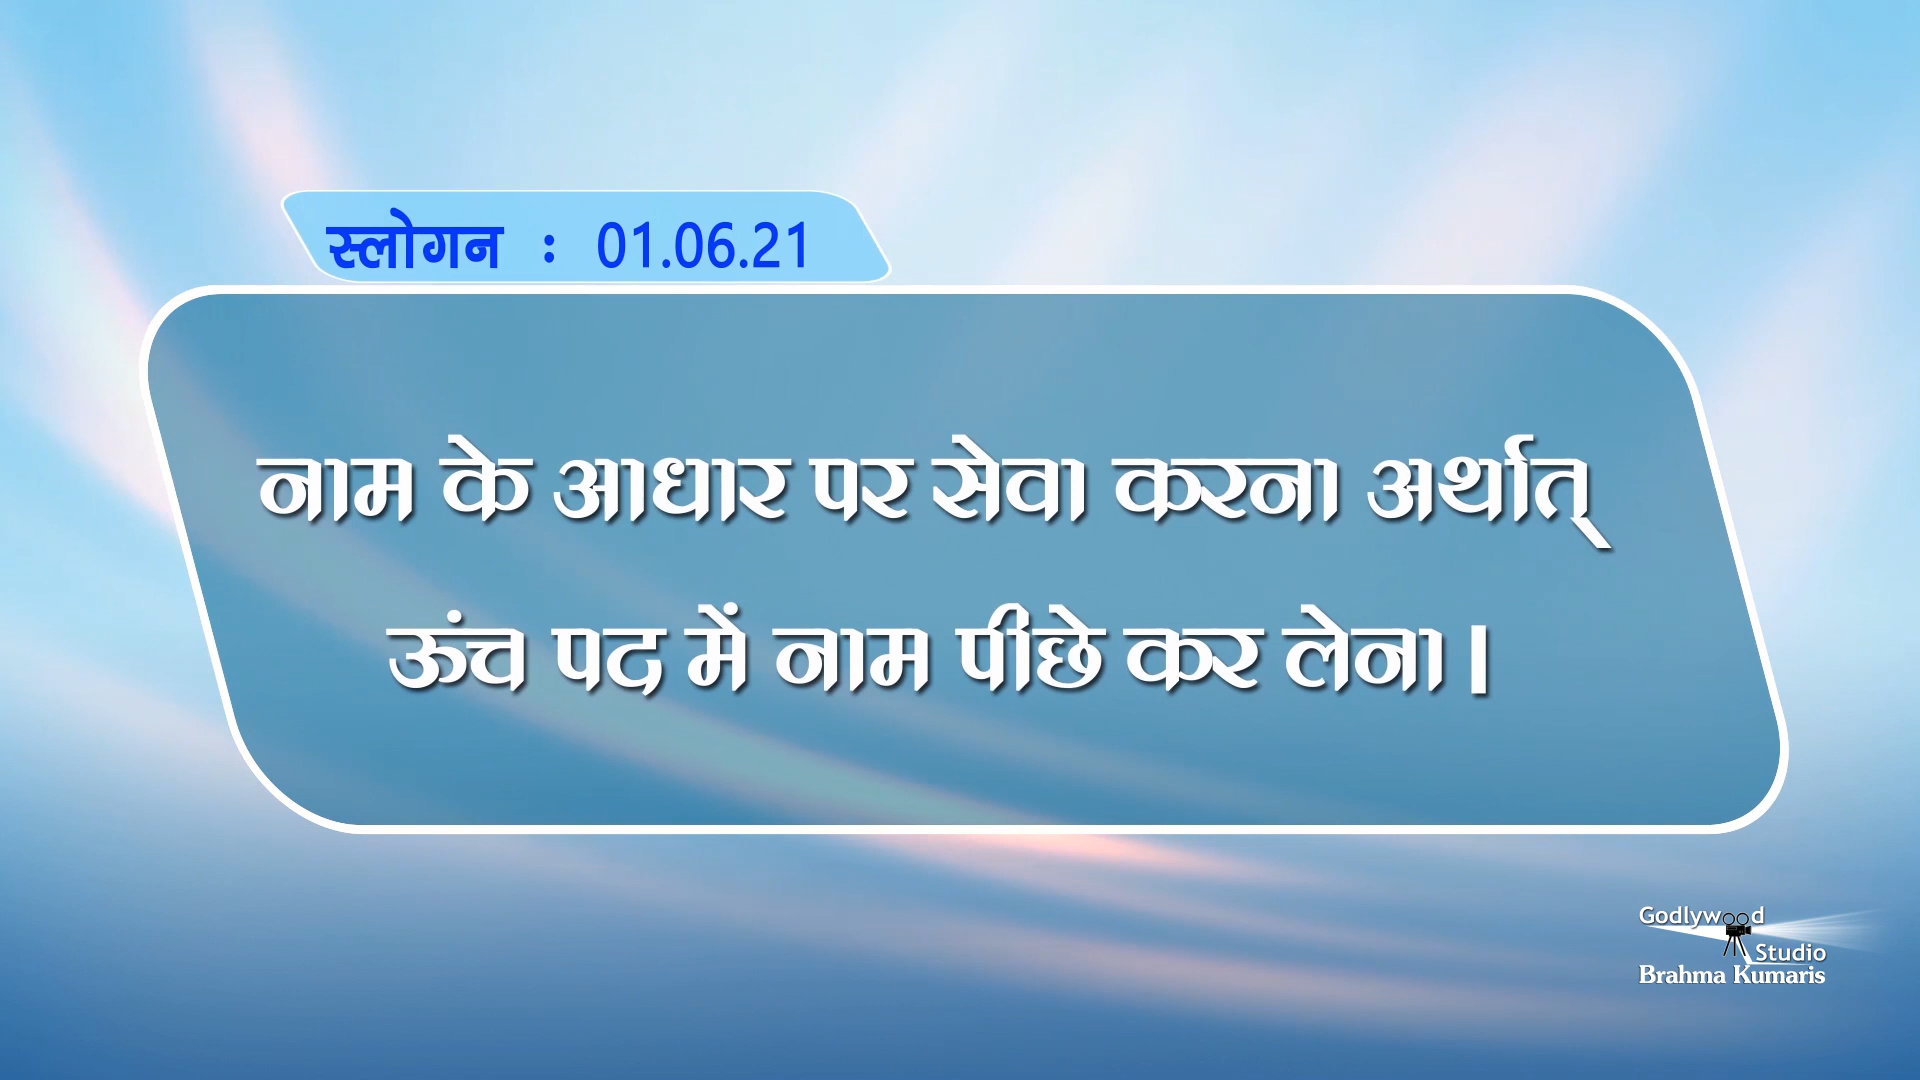 स्लोगन : 01.06.21
नाम के आधार पर सेवा करना अर्थात्
ऊंच पद में नाम पीछे कर लेना।
Godlywood
Studio
Brahma Kumaris